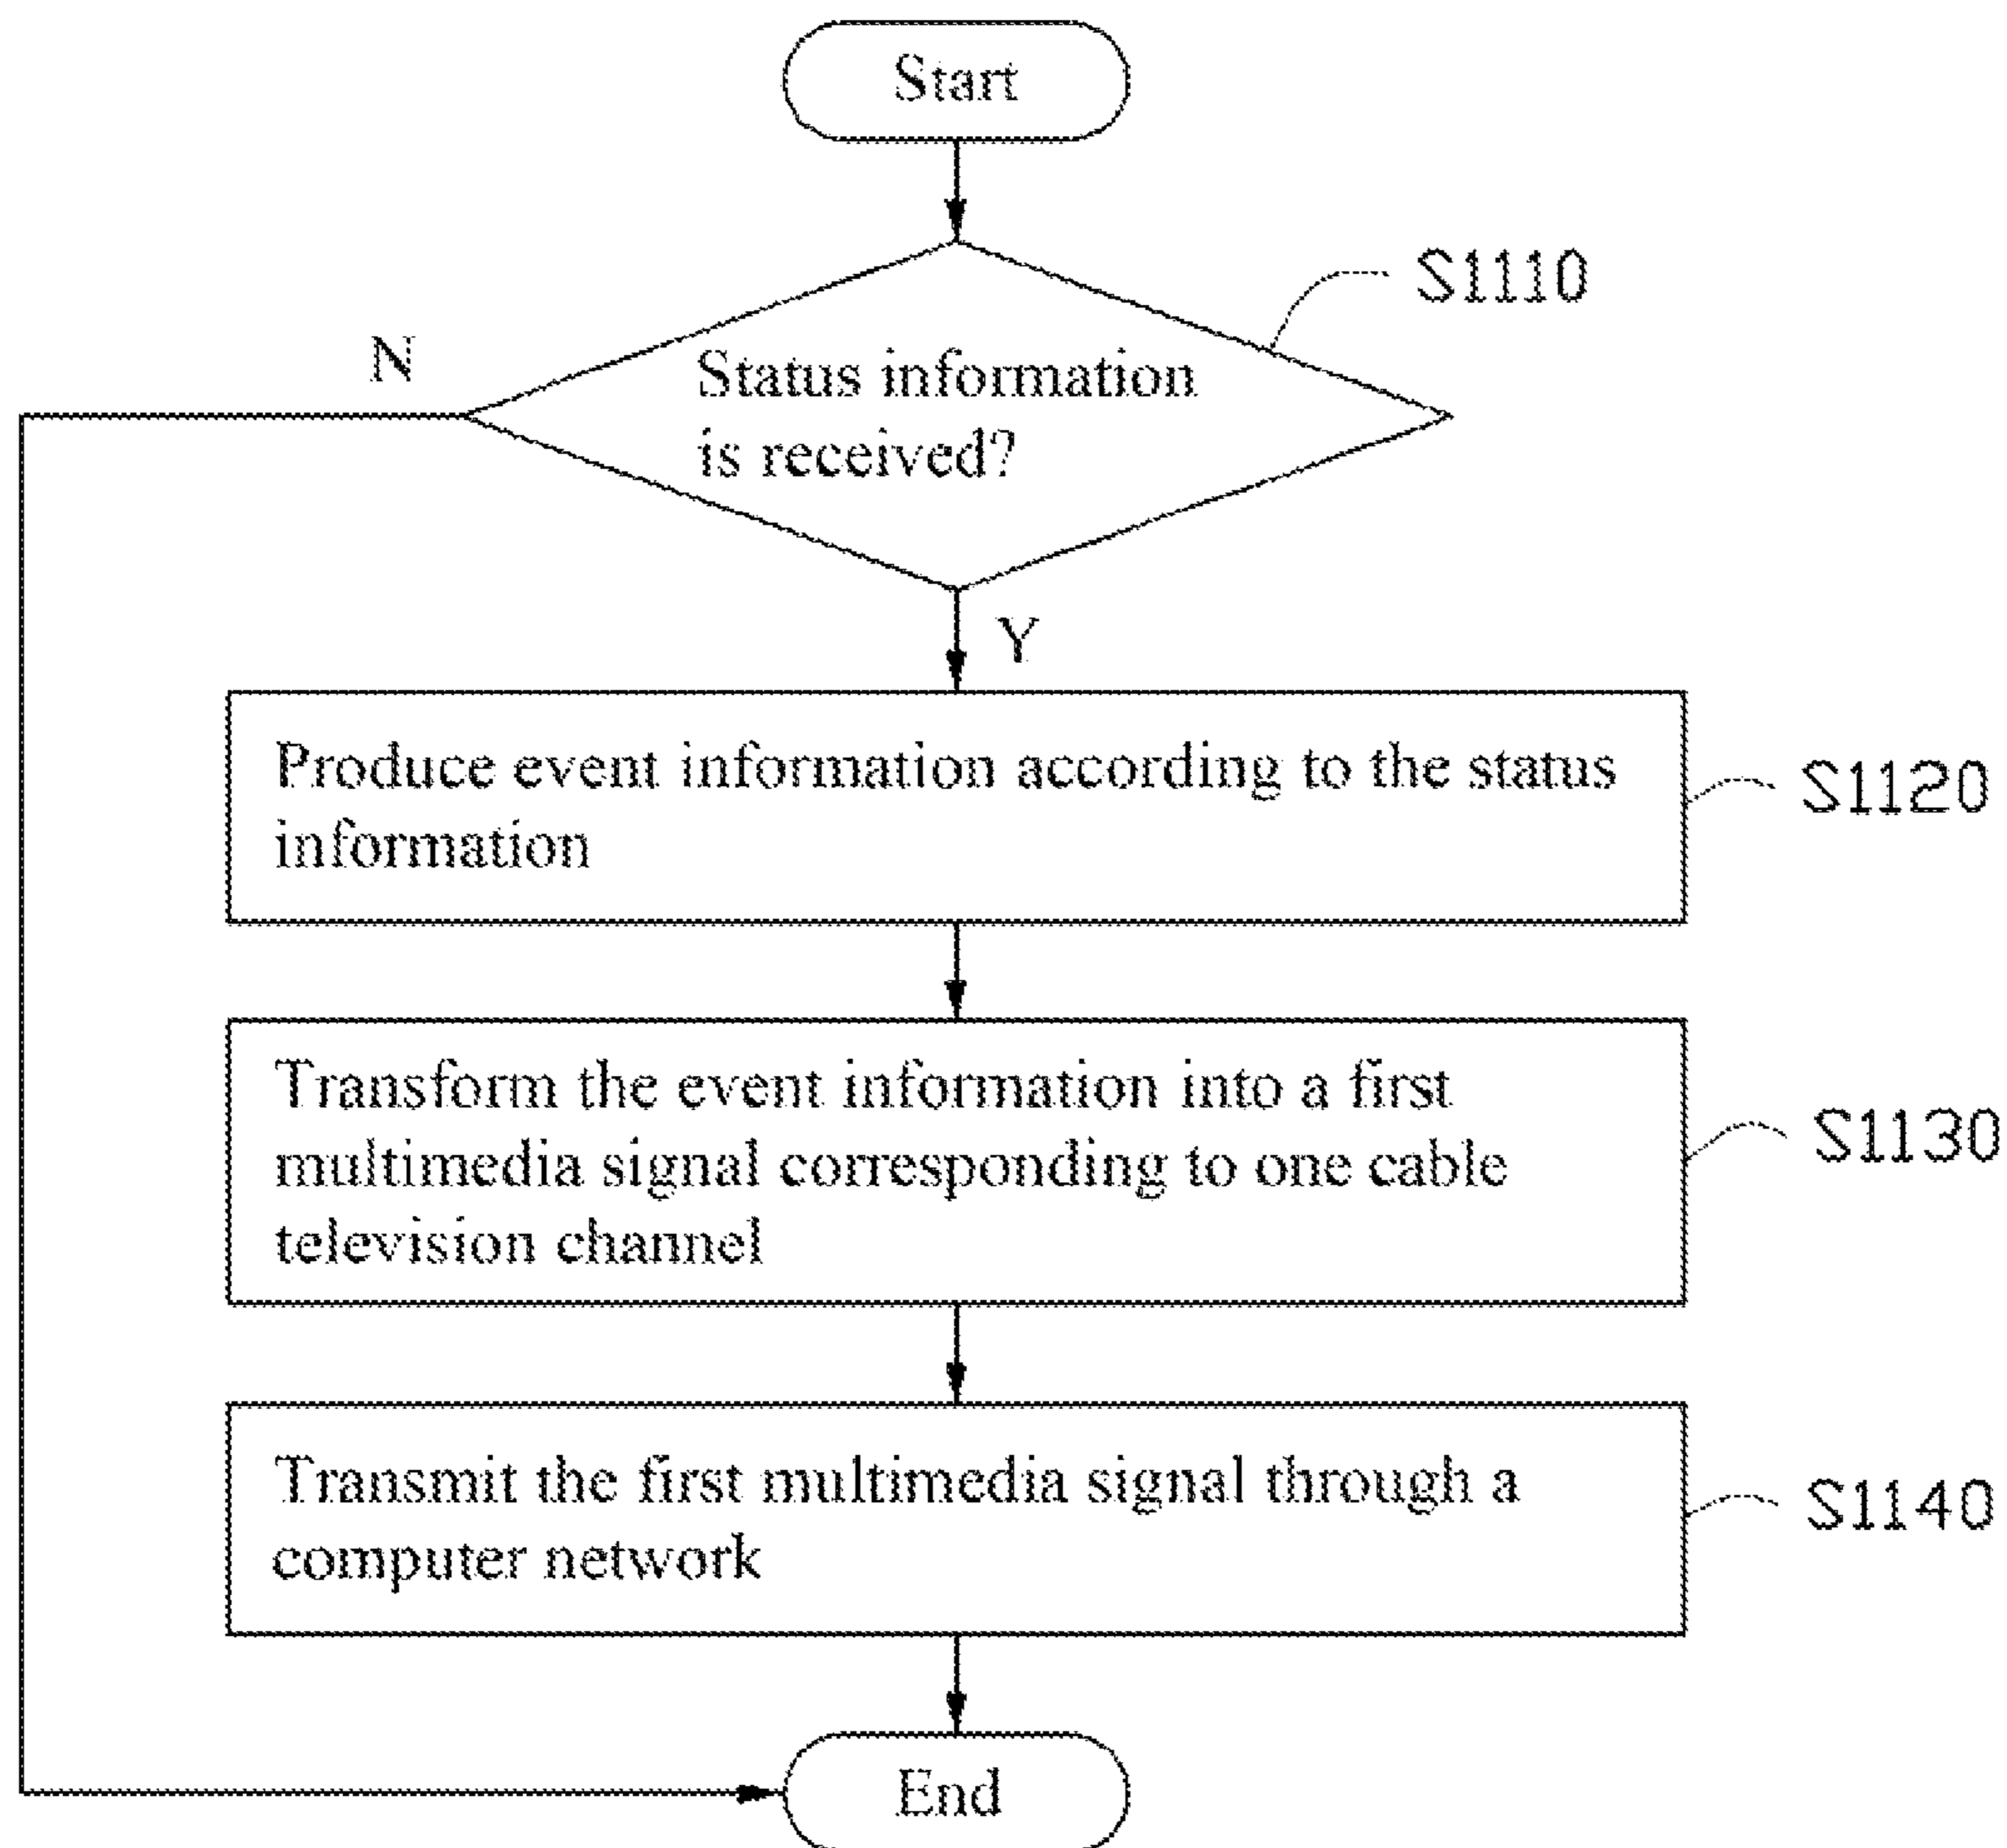 Start
S1110
N
Status information
is received?
Y
Produce event information according to the status
information
S1120
Transform the event information into a first
multimedia signal corresponding to one cable
television channel
S1130
Transmit the first multimedia signal through a
computer network
S1140
End